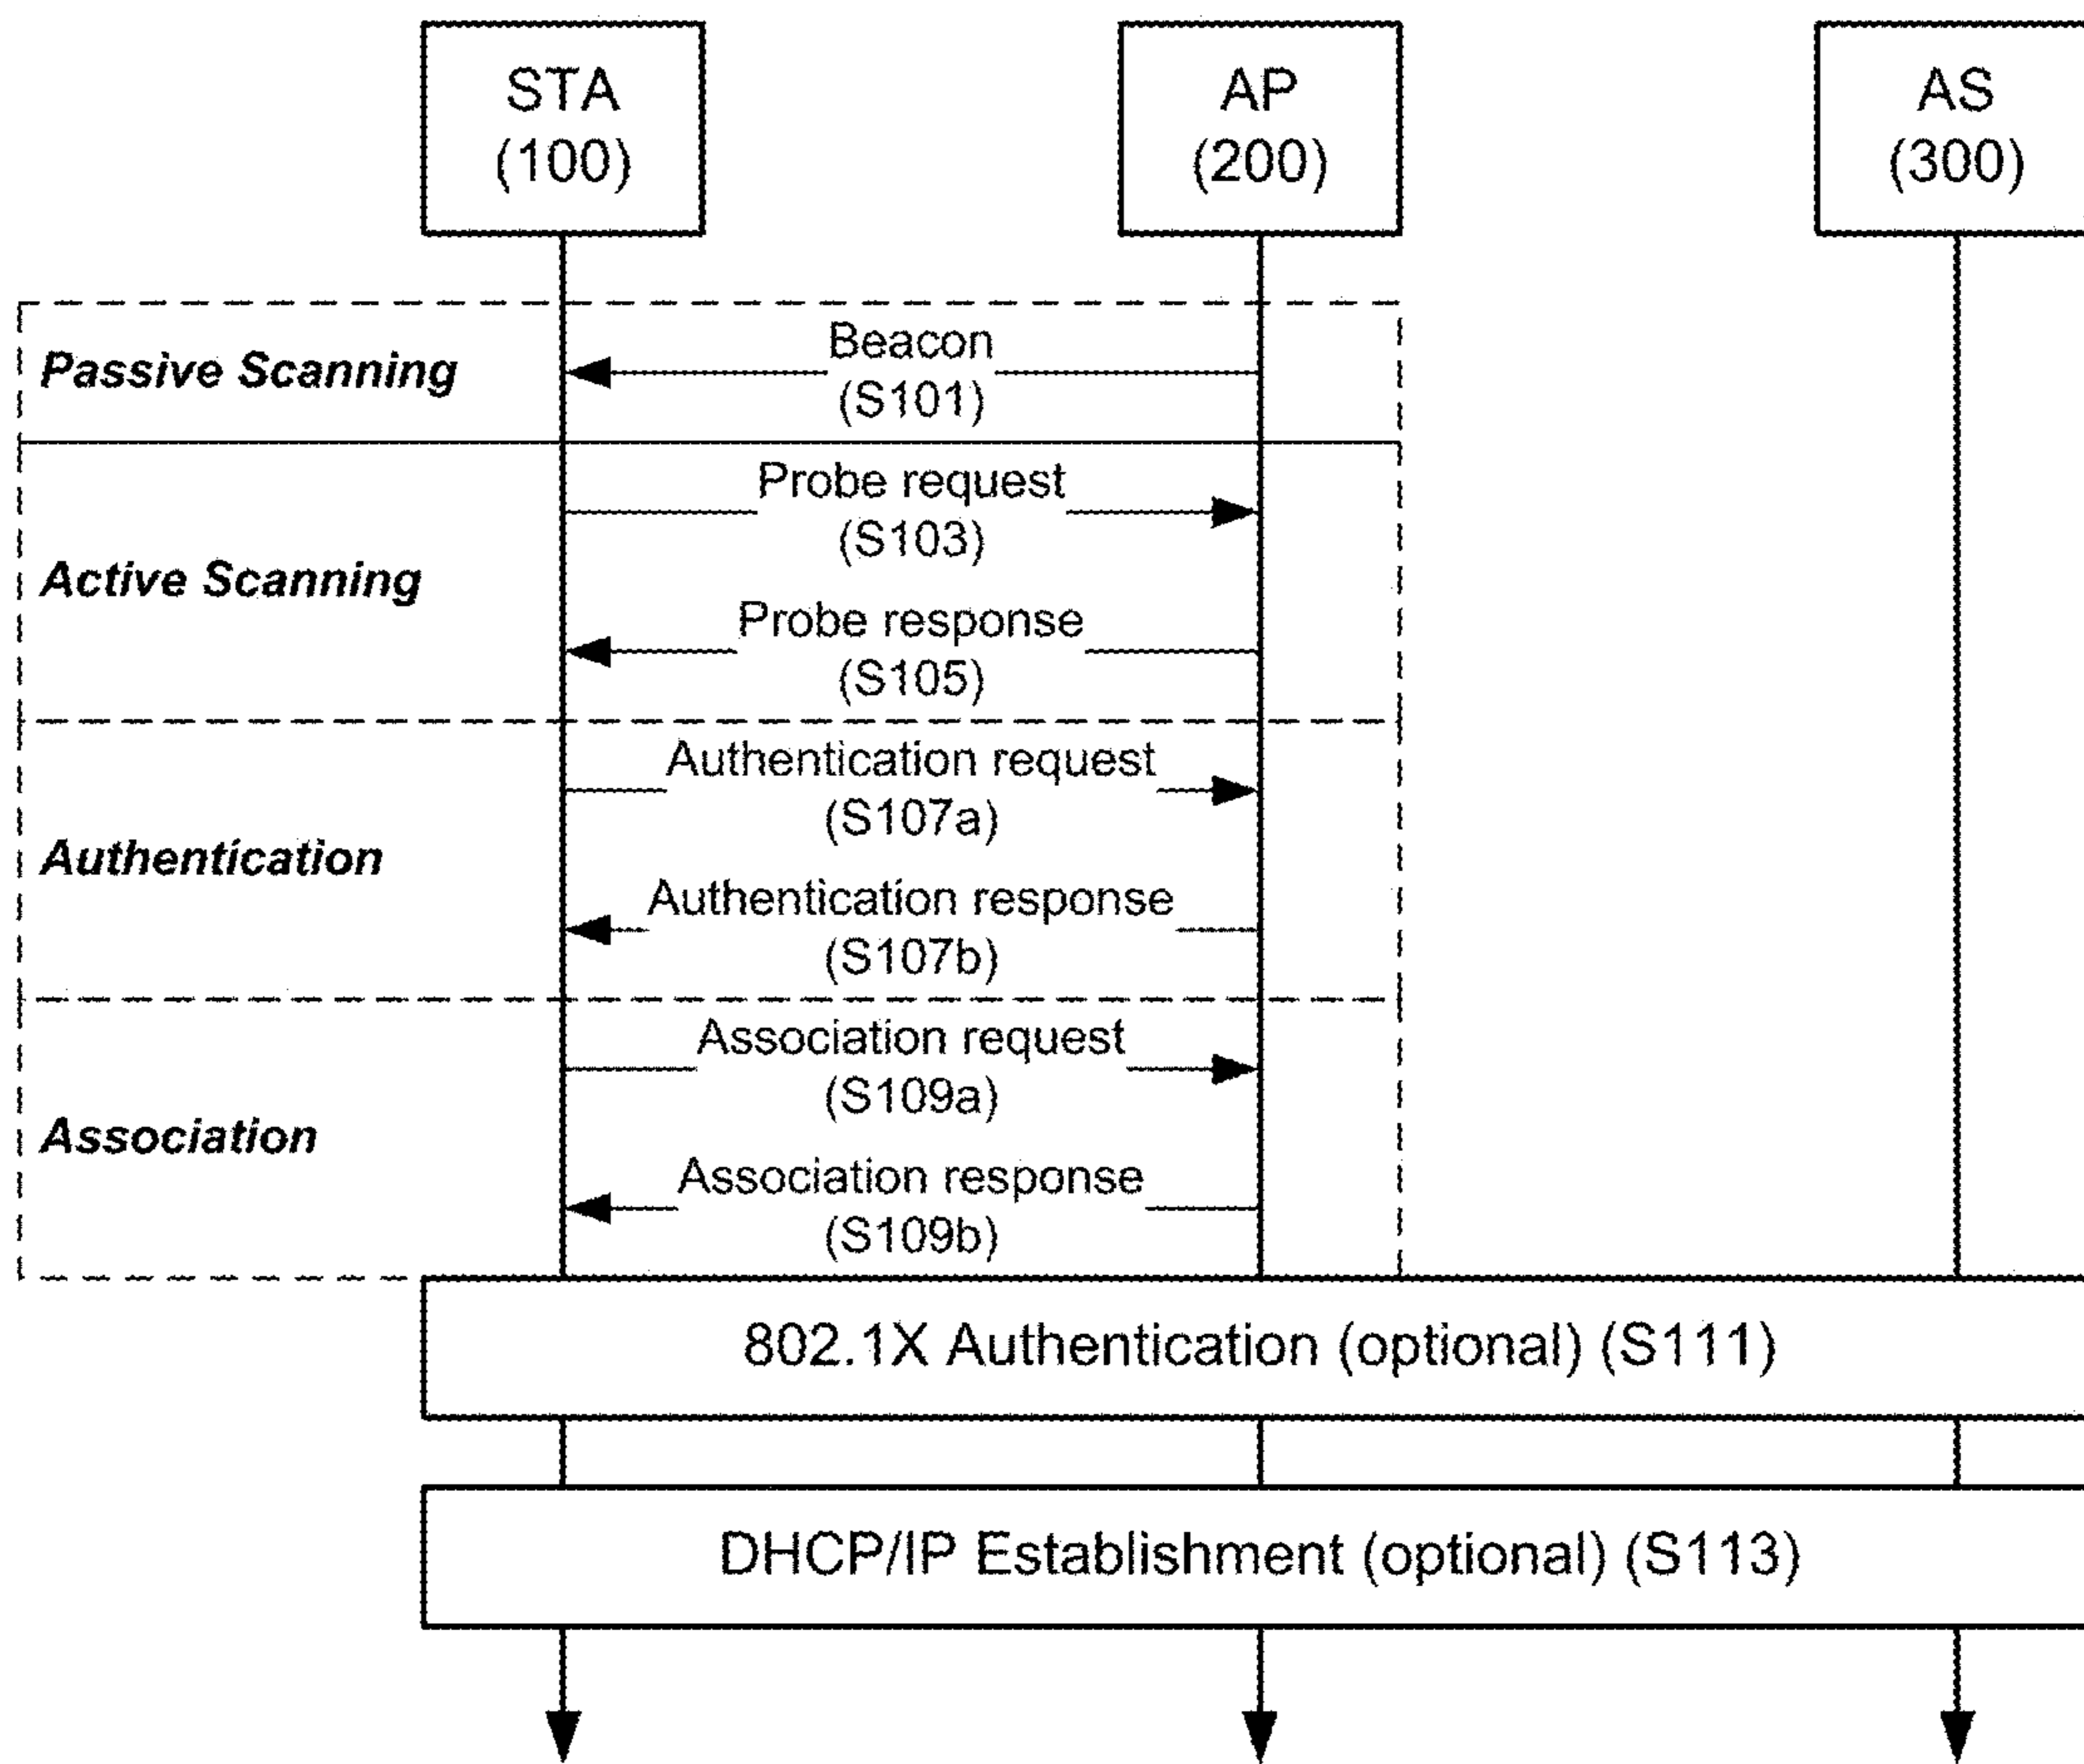 STA
(100)
AP
(200)
AS
(300)
Passive Scanning
Beacon
(S101)
Active Scanning
Probe request
(S103)
Probe response
(S105)
Authentication
Authentication request
(S107a)
Authentication response
(S107b)
Association
Association request
(S109a)
Association response
(S109b)
802.1X Authentication (optional) (S111)
DHCP/IP Establishment (optional) (S113)